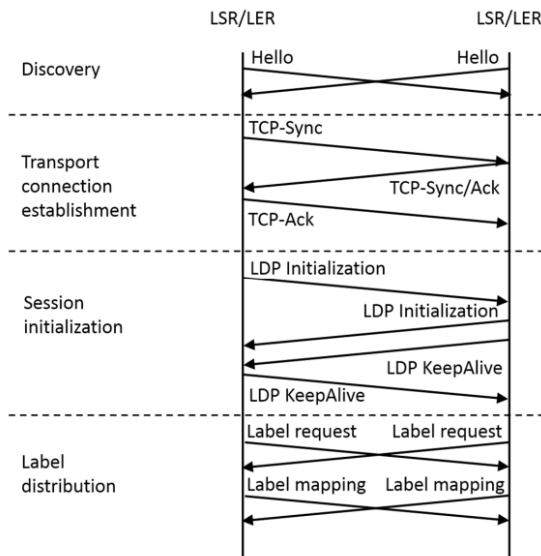 LSR/LER LSR/LER
Discovery
Hello Hello
TCP-Sync
Transport
connection
establishment
TCP-Sync/Ack
TCP-Ack
LDP Initialization
Session
initialization
LDP Initialization
LDP KeepAlive
LDP KeepAlive
Label request Label request
Label
distribution
Label mapping Label mapping